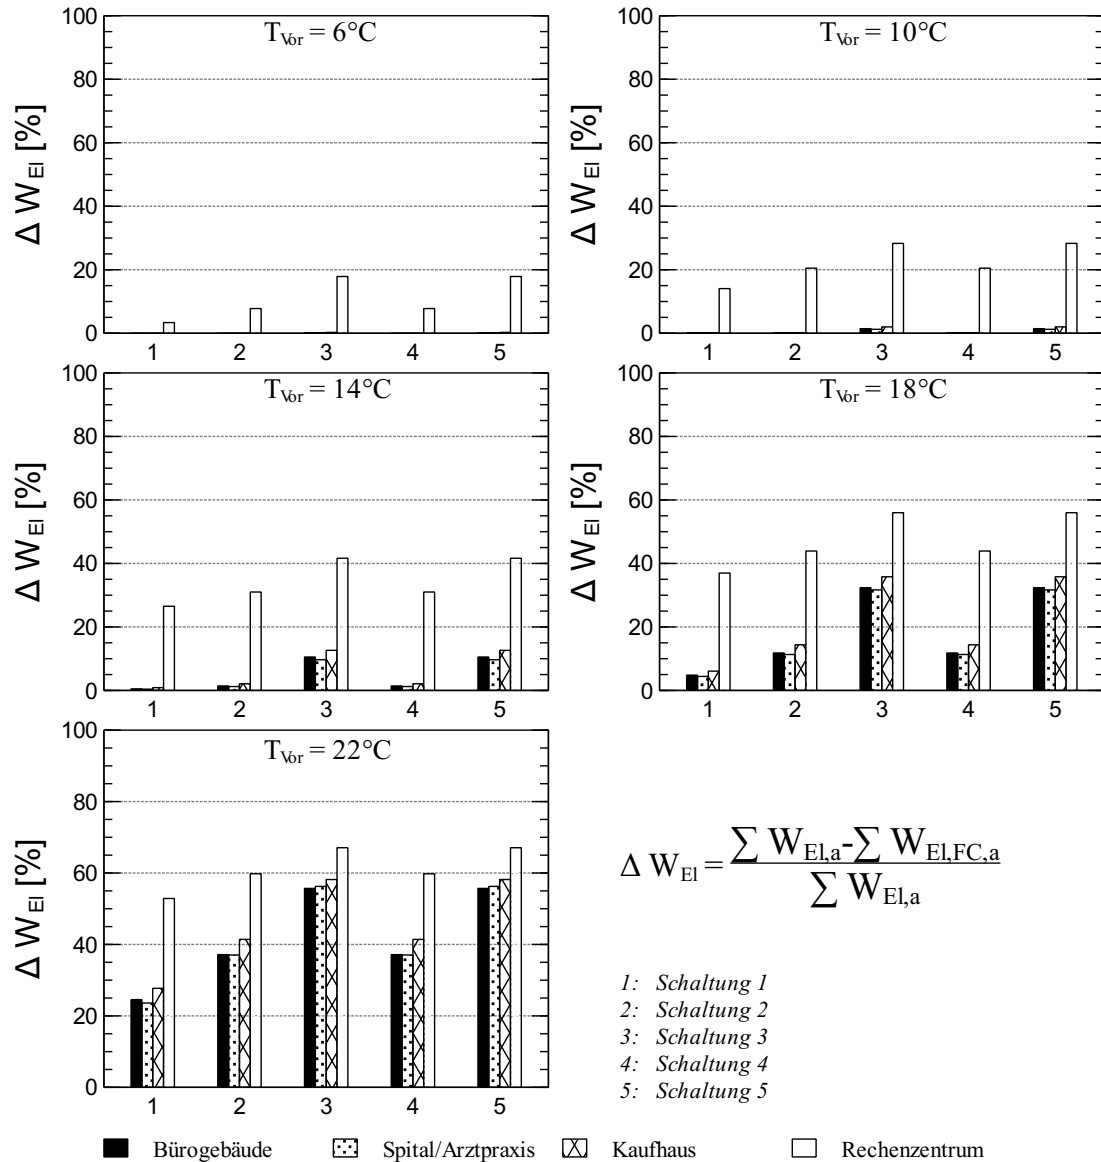 T_Vor = 6°C
Δ W_El [%]
100
80
60
40
20
0
1 2 3 4 5
T_Vor = 10°C
Δ W_El [%]
100
80
60
40
20
0
1 2 3 4 5
T_Vor = 14°C
Δ W_El [%]
100
80
60
40
20
0
1 2 3 4 5
T_Vor = 18°C
Δ W_El [%]
100
80
60
40
20
0
1 2 3 4 5
T_Vor = 22°C
Δ W_El [%]
100
80
60
40
20
0
1 2 3 4 5
Δ W_El = (∑ W_El,a - ∑ W_El,FC,a) / ∑ W_El,a
1: Schaltung 1
2: Schaltung 2
3: Schaltung 3
4: Schaltung 4
5: Schaltung 5
Bürogebäude Spital/Arztpraxis Kaufhaus Rechenzentrum